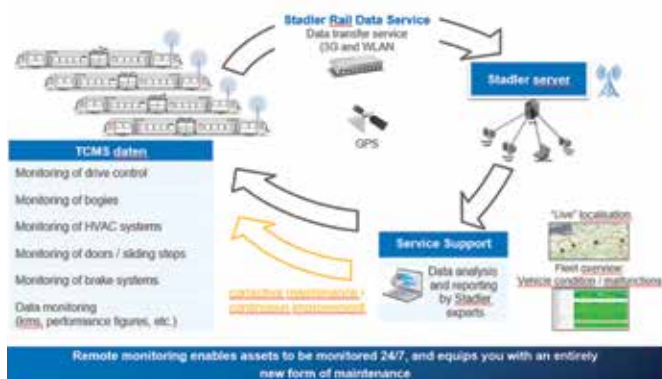 Stadler Rail Data Service
Data transfer service
(3G and WLAN
Stadler server
GPS
TCMS daten
Monitoring of drive control
Monitoring of bogies
Monitoring of HVAC systems
Monitoring of doors / sliding steps
Monitoring of brake systems
Data monitoring
(kms, performance figures, etc.)
corrective maintenance /
continuous improvement
Service Support
Data analysis
and reporting
by Stadler
experts
"Live" localisation
Fleet overview:
Vehicle condition / malfunctions
Remote monitoring enables assets to be monitored 24/7, and equips you with an entirely
new form of maintenance